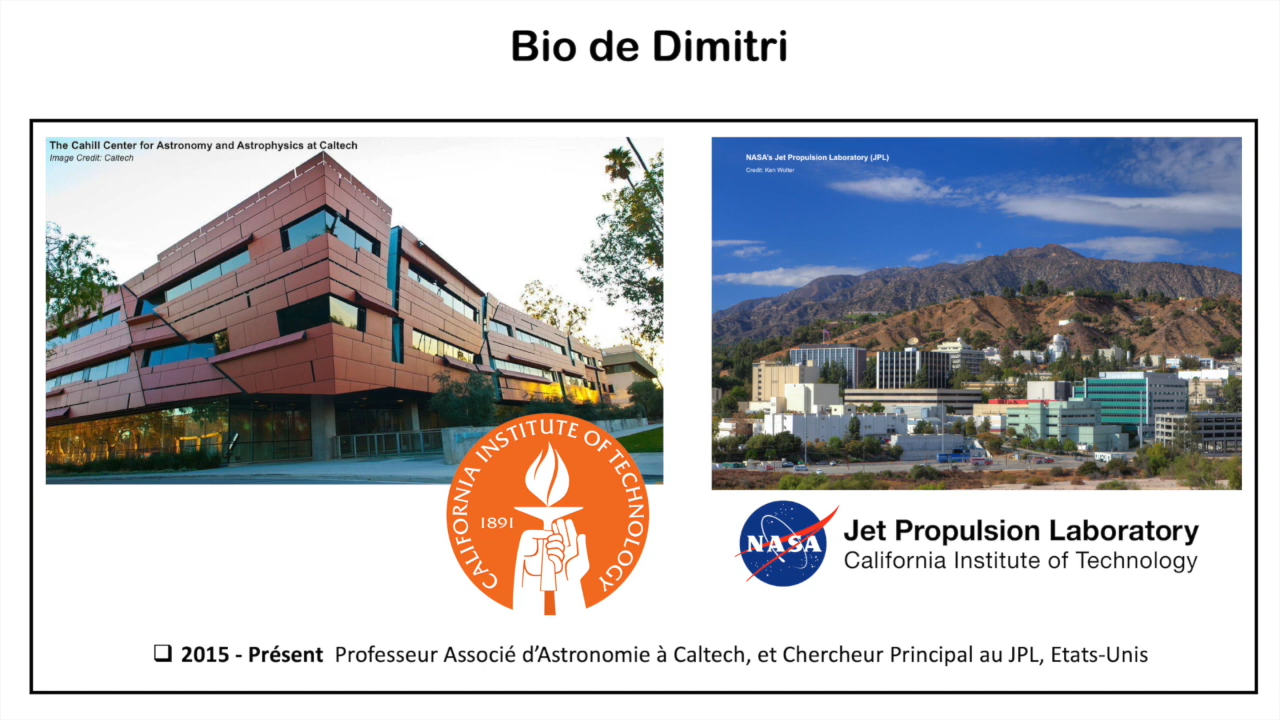 Bio de Dimitri
The Cahill Center for Astronomy and Astrophysics at Caltech
Image Credit: Caltech
NASA's Jet Propulsion Laboratory (JPL)
Credit: Ken Wolter
CALIFORNIA INSTITUTE OF TECHNOLOGY
1891
NASA
Jet Propulsion Laboratory
California Institute of Technology
❑ 2015 - Présent Professeur Associé d’Astronomie à Caltech, et Chercheur Principal au JPL, Etats-Unis